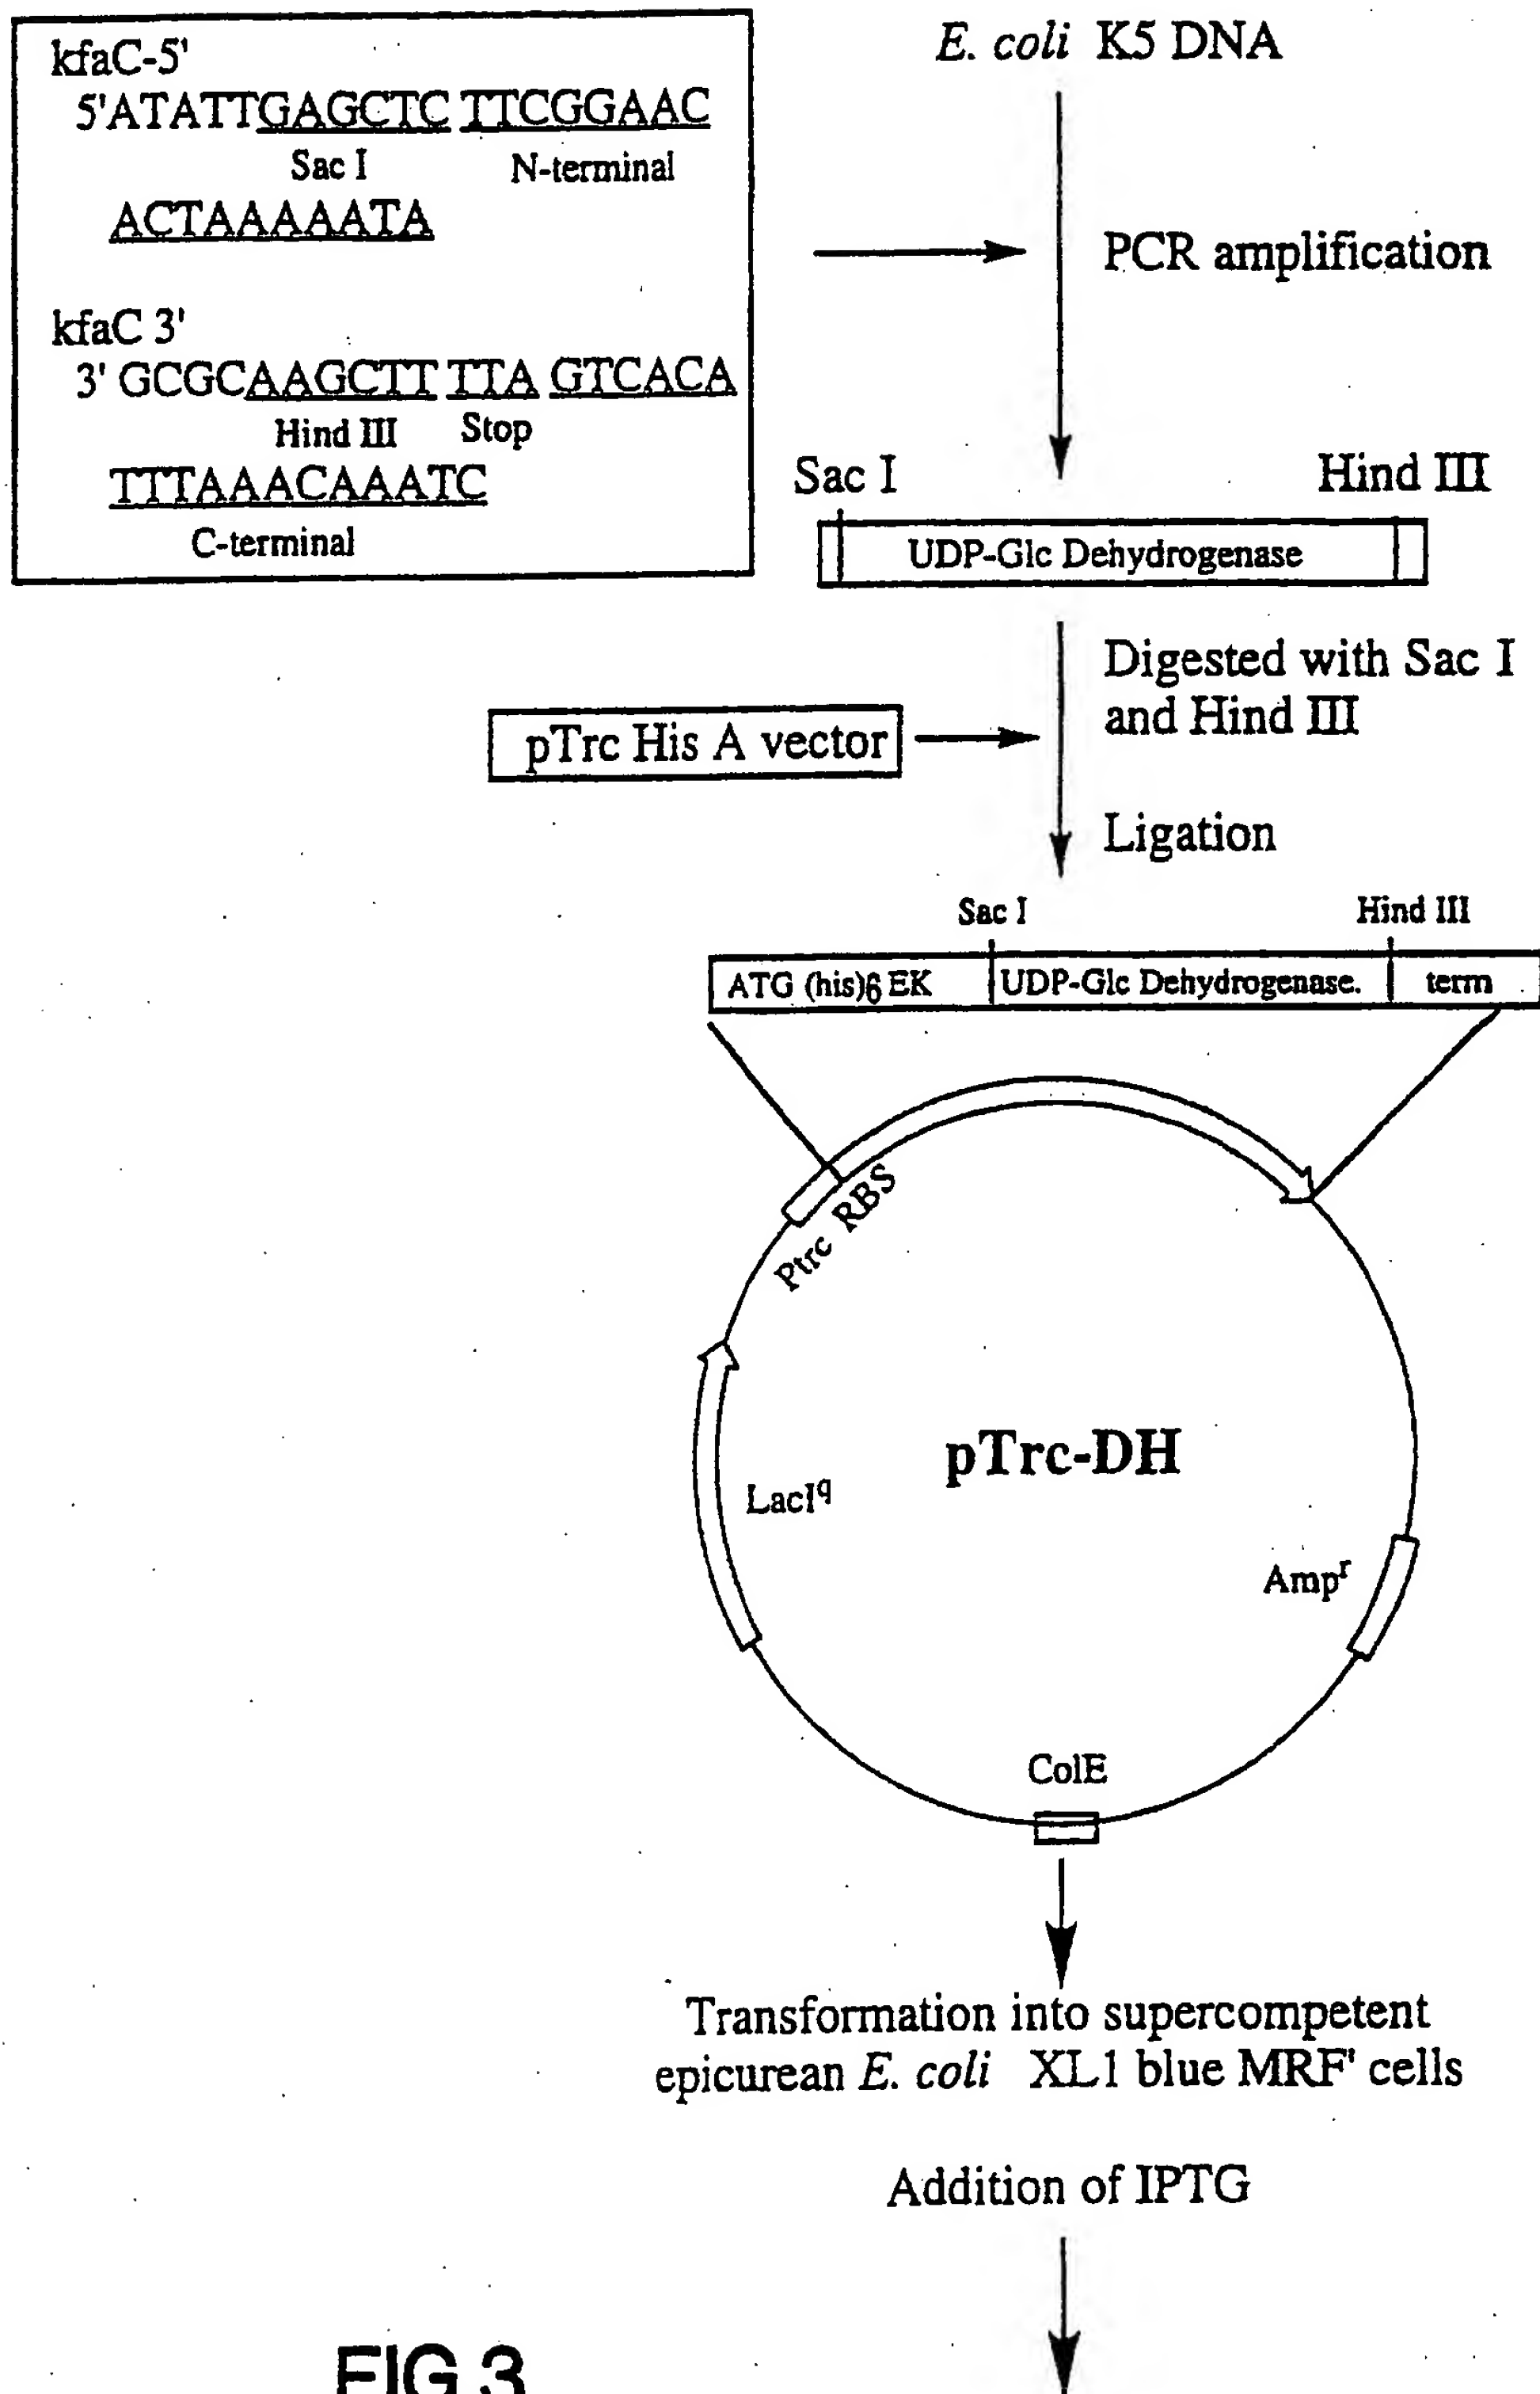 kfaC-5'
5'ATATTGAGCTC TTCGGAAC
Sac I N-terminal
ACTAAAAATA
kfaC 3'
3' GCGCAAGCTT TTA GTCACA
Hind III Stop
TTTAAACAAATC
C-terminal
E. coli K5 DNA
PCR amplification
Sac I Hind III
UDP-Glc Dehydrogenase
Digested with Sac I
and Hind III
pTrc His A vector
Ligation
Sac I Hind III
ATG (his)6 EK UDP-Glc Dehydrogenase. term
Ptrc RBS
LacIq
pTrc-DH
Ampr
ColE
Transformation into supercompetent
epicurean E. coli XL1 blue MRF' cells
Addition of IPTG
FIG 3